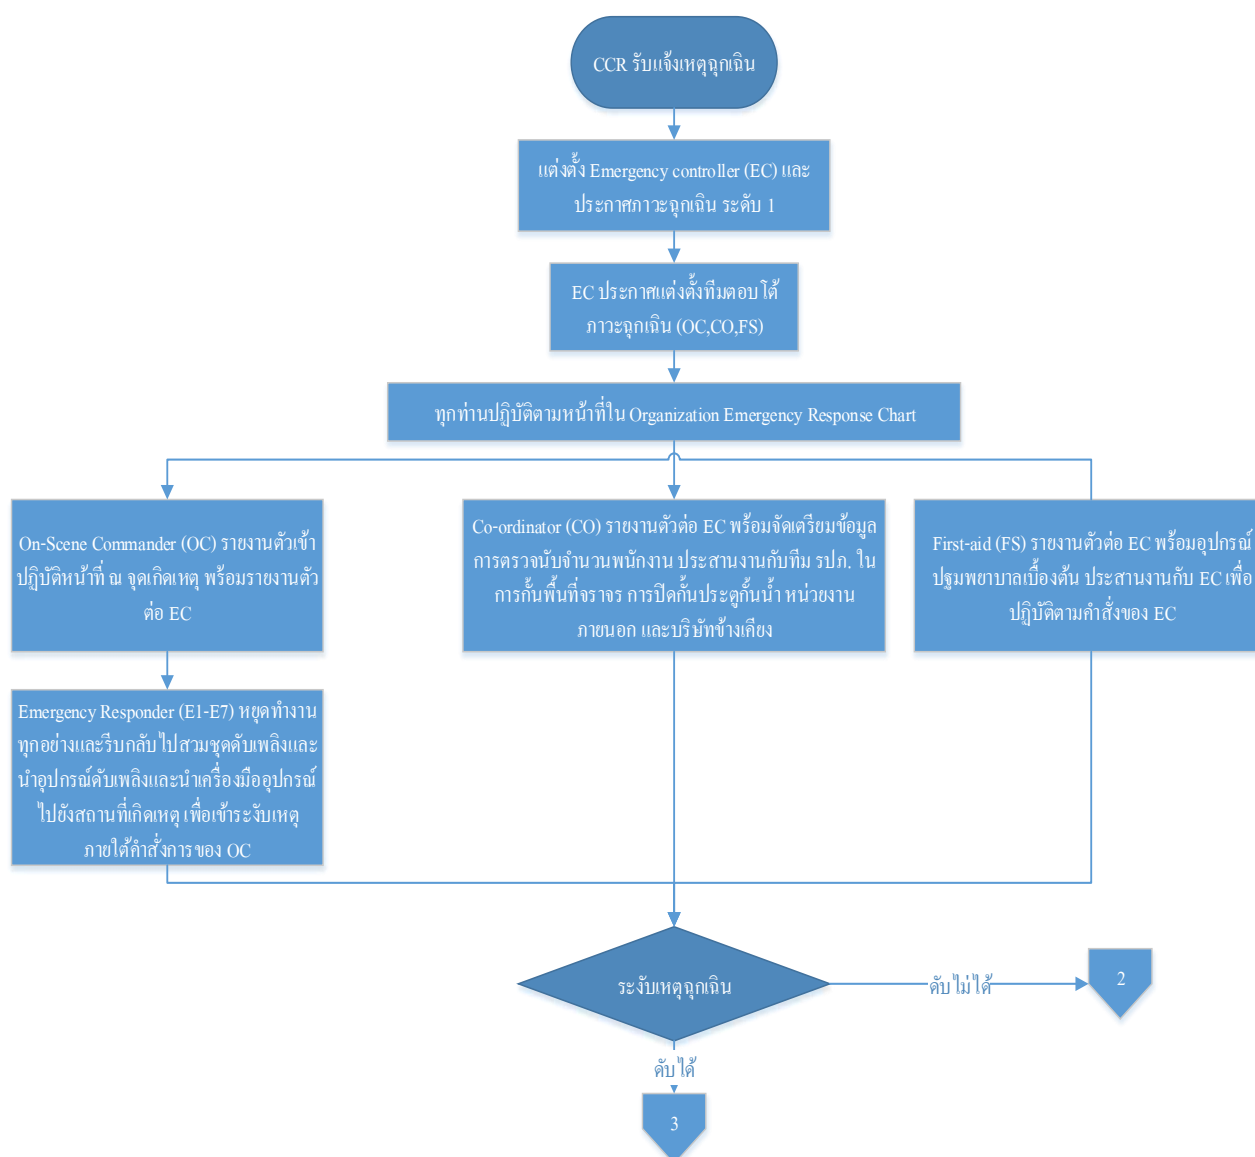 CCR รับแจ้งเหตุฉุกเฉิน
แต่งตั้ง Emergency controller (EC) และ
ประกาศภาวะฉุกเฉิน ระดับ 1
EC ประกาศแต่งตั้งทีมตอบโต้
ภาวะฉุกเฉิน (OC,CO,FS)
ทุกท่านปฏิบัติตามหน้าที่ใน Organization Emergency Response Chart
On-Scene Commander (OC) รายงานตัวเข้า
ปฏิบัติหน้าที่ ณ จุดเกิดเหตุ พร้อมรายงานตัว
ต่อ EC
Co-ordinator (CO) รายงานตัวต่อ EC พร้อมจัดเตรียมข้อมูล
การตรวจนับจำนวนพนักงาน ประสานงานกับทีม รปภ. ใน
การกั้นพื้นที่จราจร การปิดกั้นประตูกั้นน้ำ หน่วยงาน
ภายนอก และบริษัทข้างเคียง
First-aid (FS) รายงานตัวต่อ EC พร้อมอุปกรณ์
ปฐมพยาบาลเบื้องต้น ประสานงานกับ EC เพื่อ
ปฏิบัติตามคำสั่งของ EC
Emergency Responder (E1-E7) หยุดทำงาน
ทุกอย่างและรีบกลับไปสวมชุดดับเพลิงและ
นำอุปกรณ์ดับเพลิงและนำเครื่องมืออุปกรณ์
ไปยังสถานที่เกิดเหตุ เพื่อเข้าระงับเหตุ
ภายใต้คำสั่งการของ OC
ระงับเหตุฉุกเฉิน
ดับไม่ได้
2
ดับได้
3